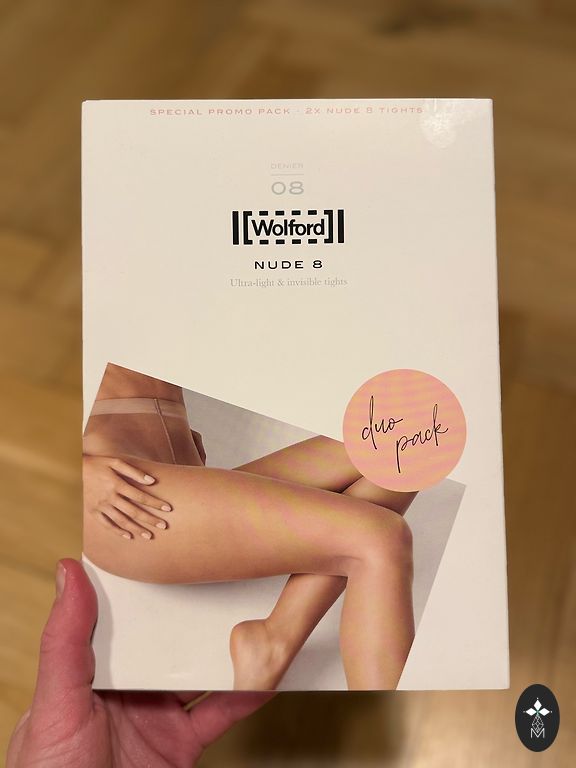 SPECIAL PROMO PACK - 2X NUDE 8 TIGHTS
DENIER
08
Wolford
NUDE 8
Ultra-light & invisible tights
duo
pack
M